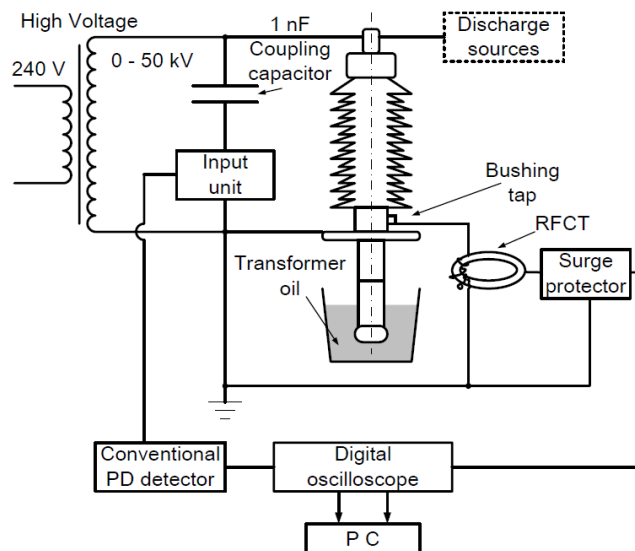 High Voltage
240 V
0 - 50 kV
1 nF
Coupling
capacitor
Discharge
sources
Input
unit
Bushing
tap
RFCT
Surge
protector
Transformer
oil
Conventional
PD detector
Digital
oscilloscope
P C